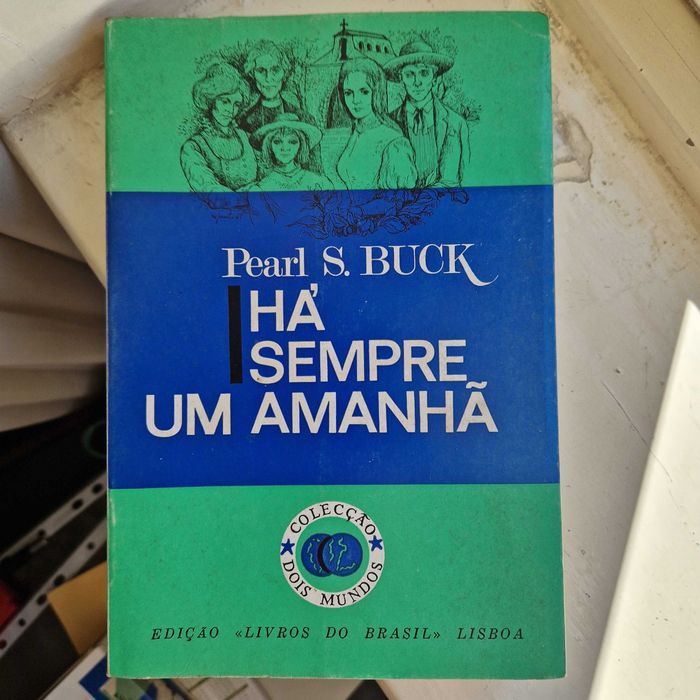 Pearl S. BUCK
HÁ
SEMPRE
UM AMANHÃ
COLECÇÃO
DOIS MUNDOS
EDIÇÃO «LIVROS DO BRASIL» LISBOA